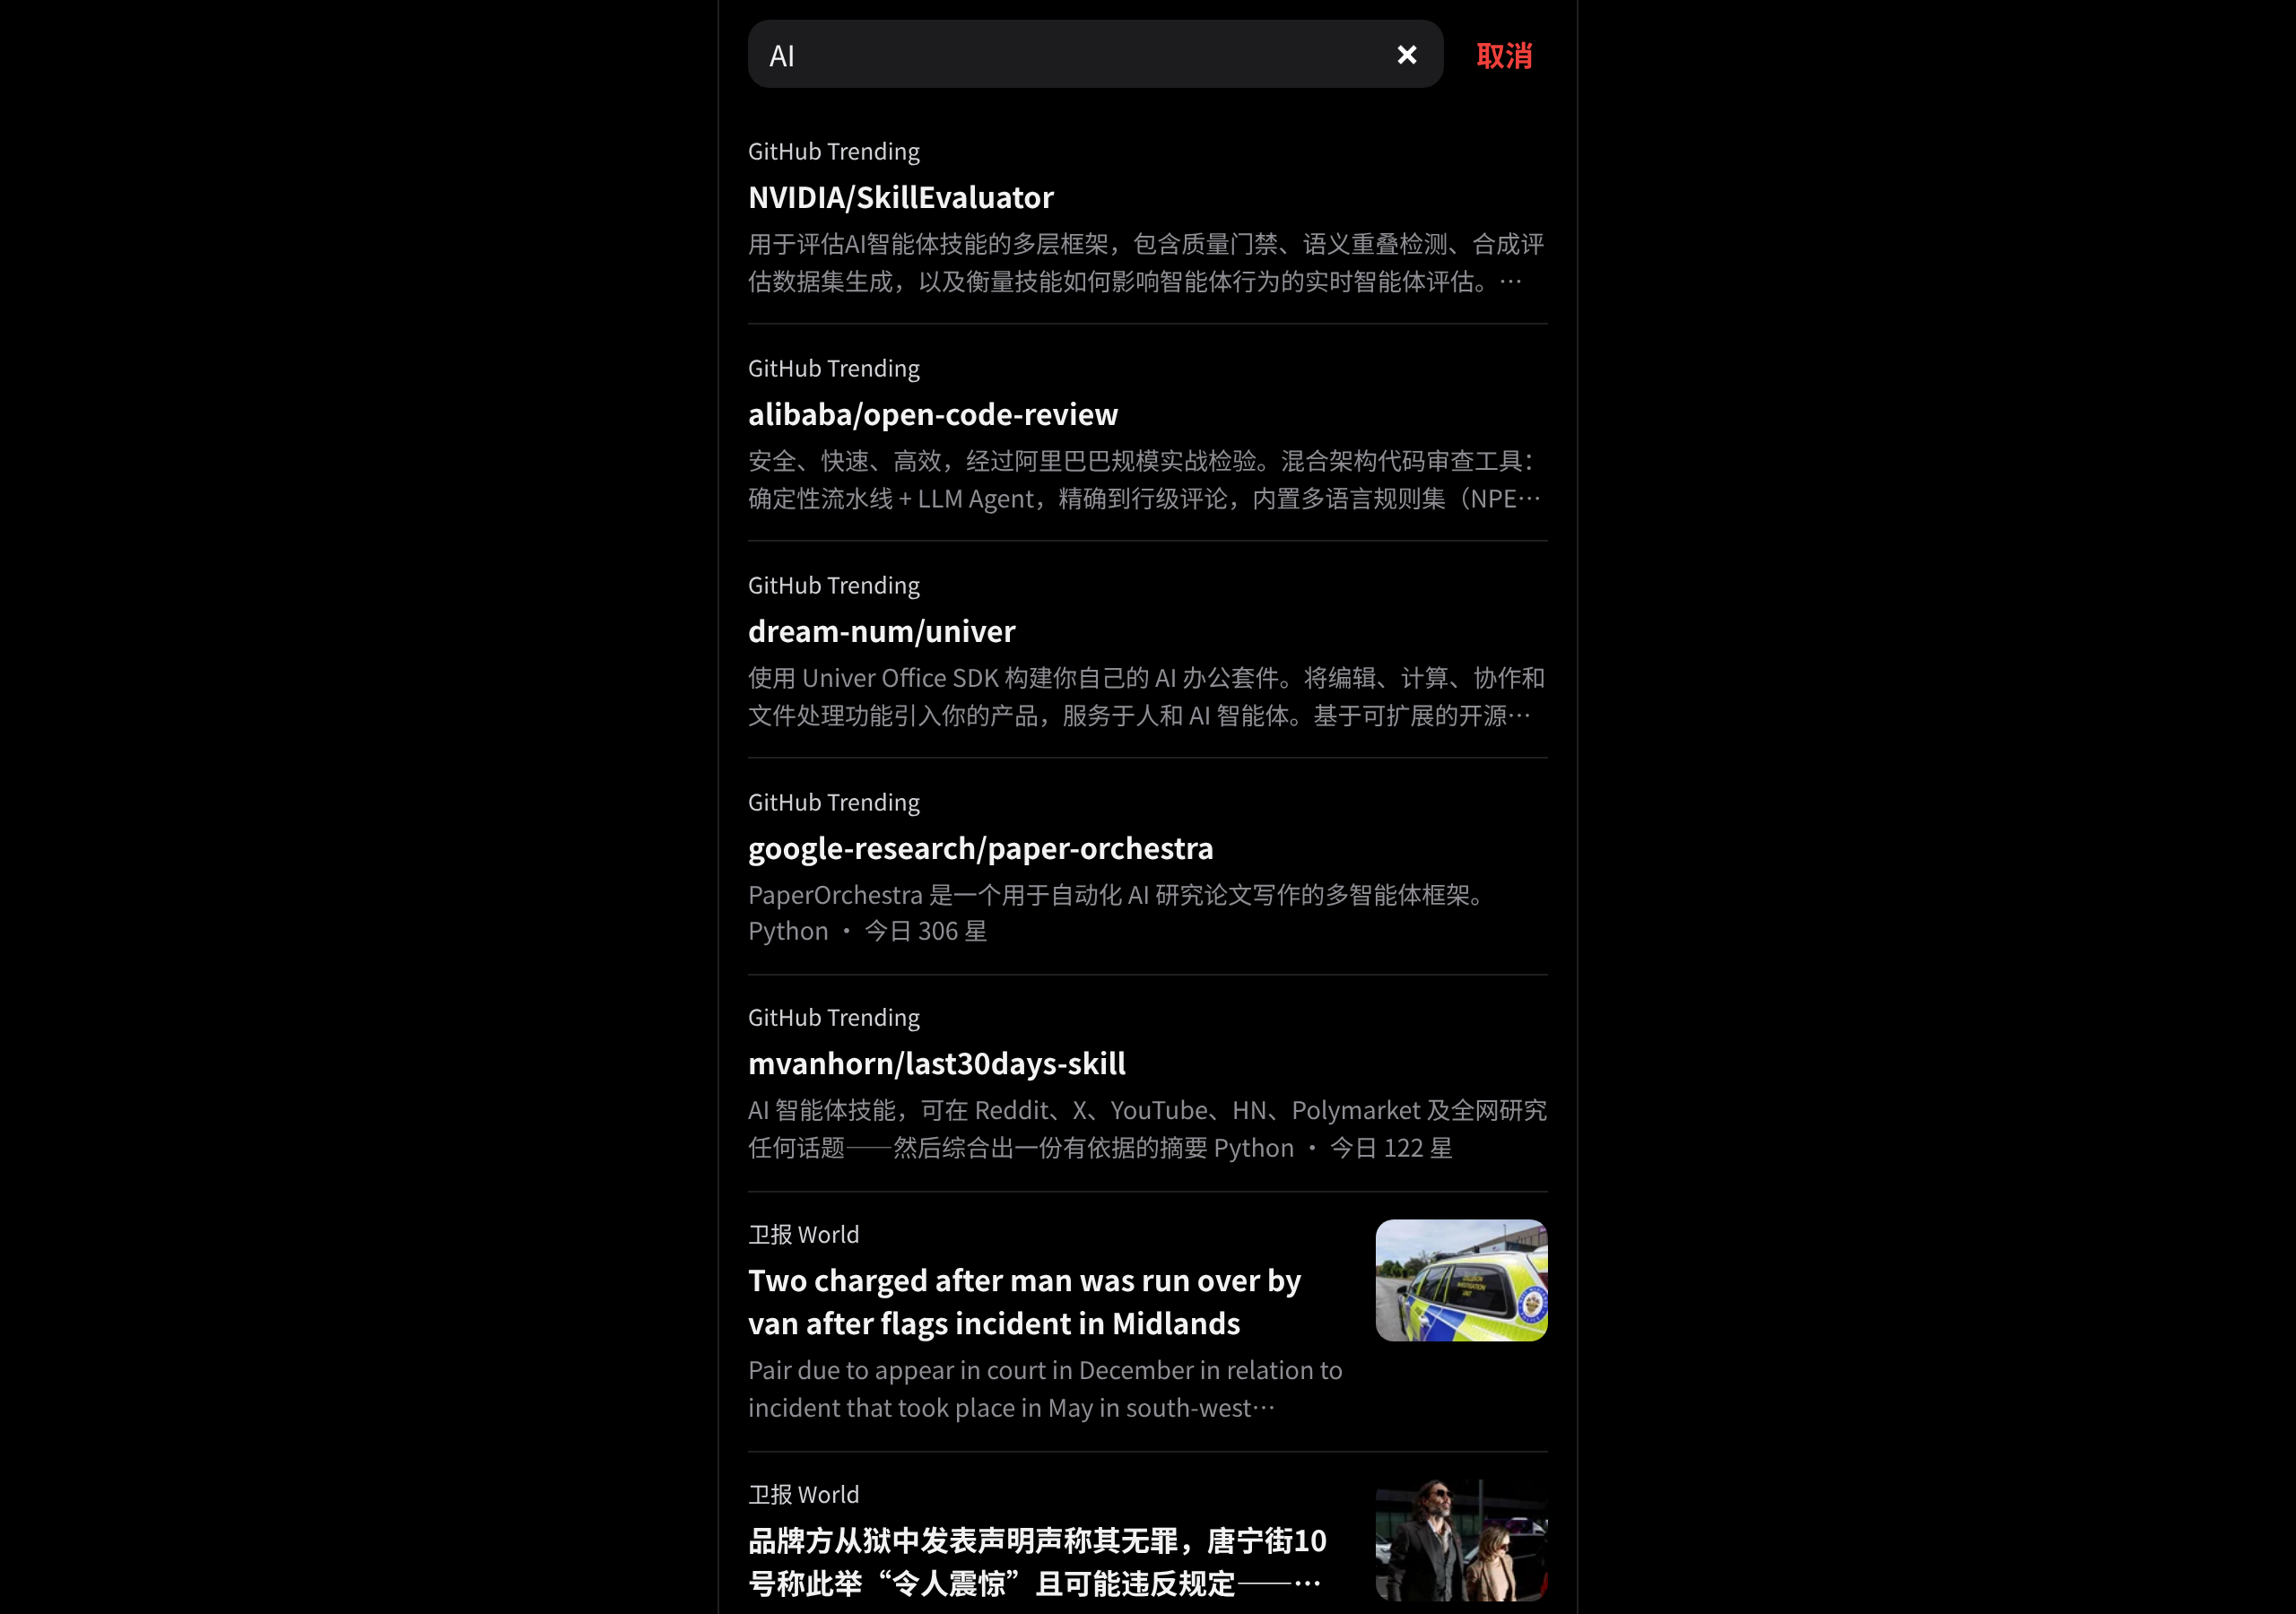 AI
取消
GitHub Trending
NVIDIA/SkillEvaluator
用于评估AI智能体技能的多层框架，包含质量门禁、语义重叠检测、合成评
估数据集生成，以及衡量技能如何影响智能体行为的实时智能体评估。…
GitHub Trending
alibaba/open-code-review
安全、快速、高效，经过阿里巴巴规模实战检验。混合架构代码审查工具：
确定性流水线 + LLM Agent，精确到行级评论，内置多语言规则集（NPE…
GitHub Trending
dream-num/univer
使用 Univer Office SDK 构建你自己的 AI 办公套件。将编辑、计算、协作和
文件处理功能引入你的产品，服务于人和 AI 智能体。基于可扩展的开源…
GitHub Trending
google-research/paper-orchestra
PaperOrchestra 是一个用于自动化 AI 研究论文写作的多智能体框架。
Python • 今日 306 星
GitHub Trending
mvanhorn/last30days-skill
AI 智能体技能，可在 Reddit、X、YouTube、HN、Polymarket 及全网研究
任何话题——然后综合出一份有依据的摘要 Python • 今日 122 星
卫报 World
Two charged after man was run over by
van after flags incident in Midlands
Pair due to appear in court in December in relation to
incident that took place in May in south-west…
卫报 World
品牌方从狱中发表声明声称其无罪，唐宁街10
号称此举“令人震惊”且可能违反规定——…